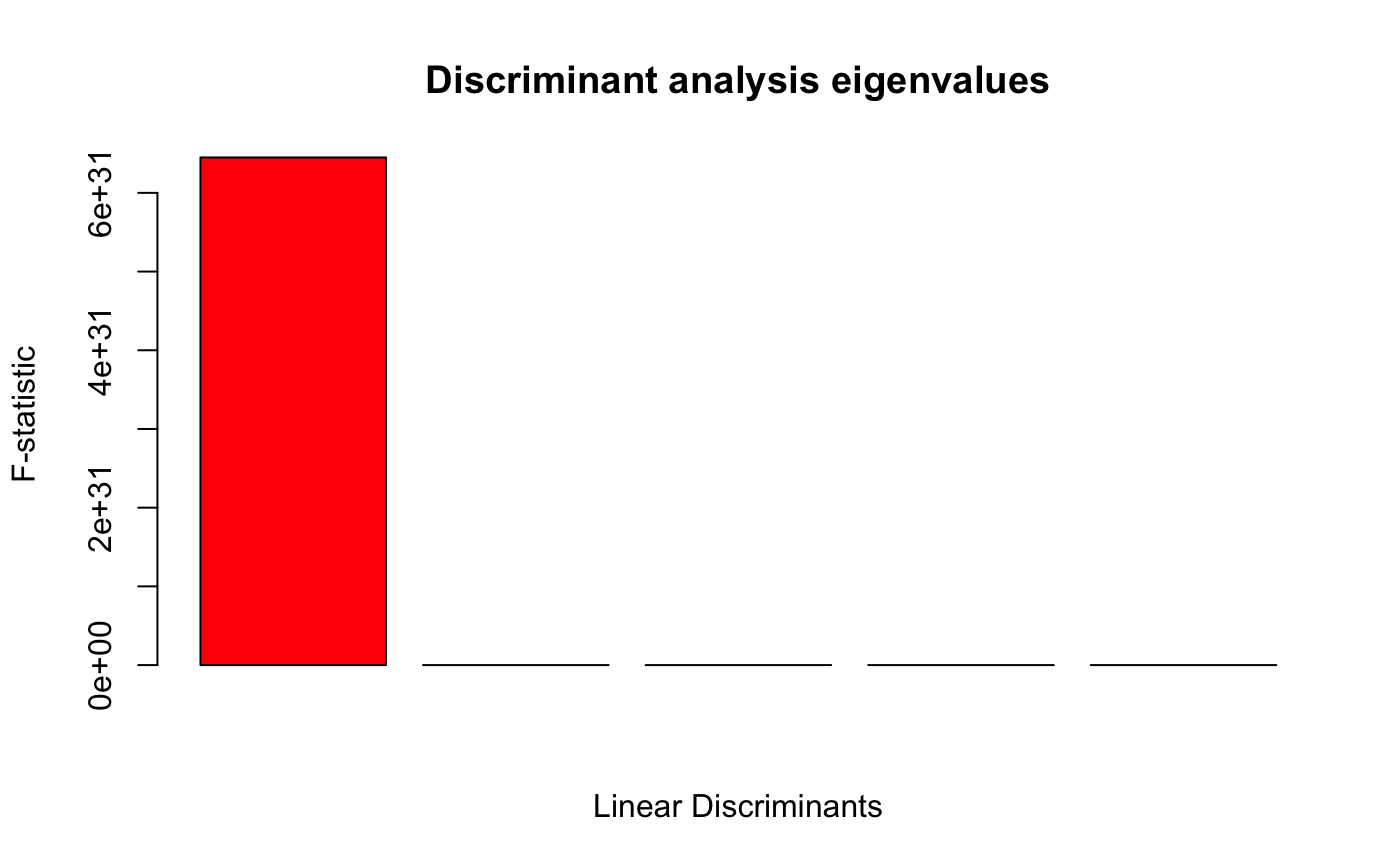 Discriminant analysis eigenvalues
F-statistic
6e+31
4e+31
2e+31
0e+00
Linear Discriminants